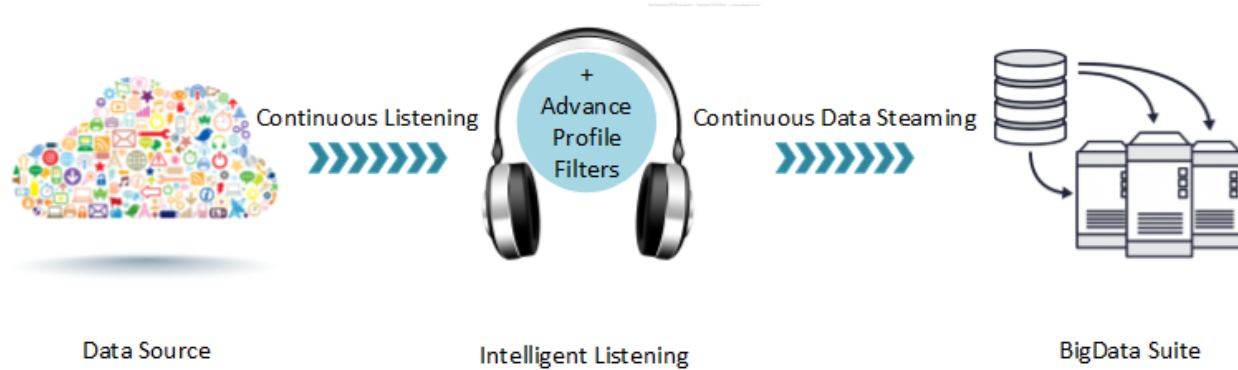 Continuous Listening
+
Advance
Profile
Filters
Continuous Data Steaming
Data Source
Intelligent Listening
BigData Suite